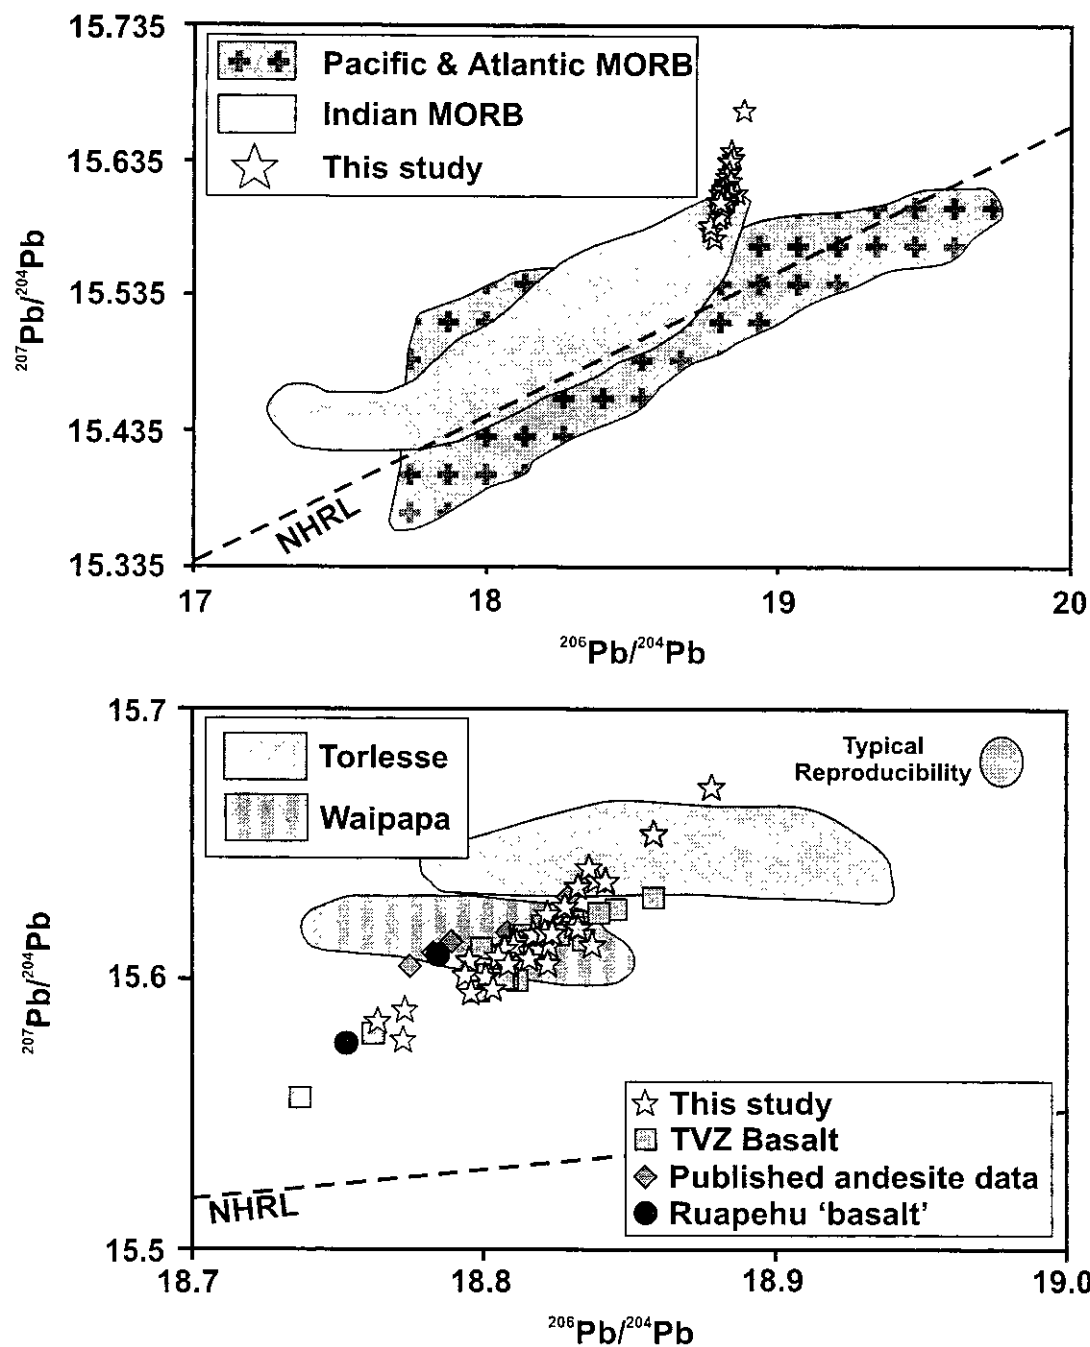 15.735
Pacific & Atlantic MORB
Indian MORB
This study
15.635
15.535
15.435
15.335
NHRL
17
18
19
20
²⁰⁷Pb/²⁰⁴Pb
²⁰⁶Pb/²⁰⁴Pb
15.7
Torlesse
Waipapa
Typical
Reproducibility
15.6
²⁰⁷Pb/²⁰⁴Pb
This study
TVZ Basalt
Published andesite data
Ruapehu ‘basalt’
NHRL
15.5
18.7
18.8
18.9
19.0
²⁰⁶Pb/²⁰⁴Pb